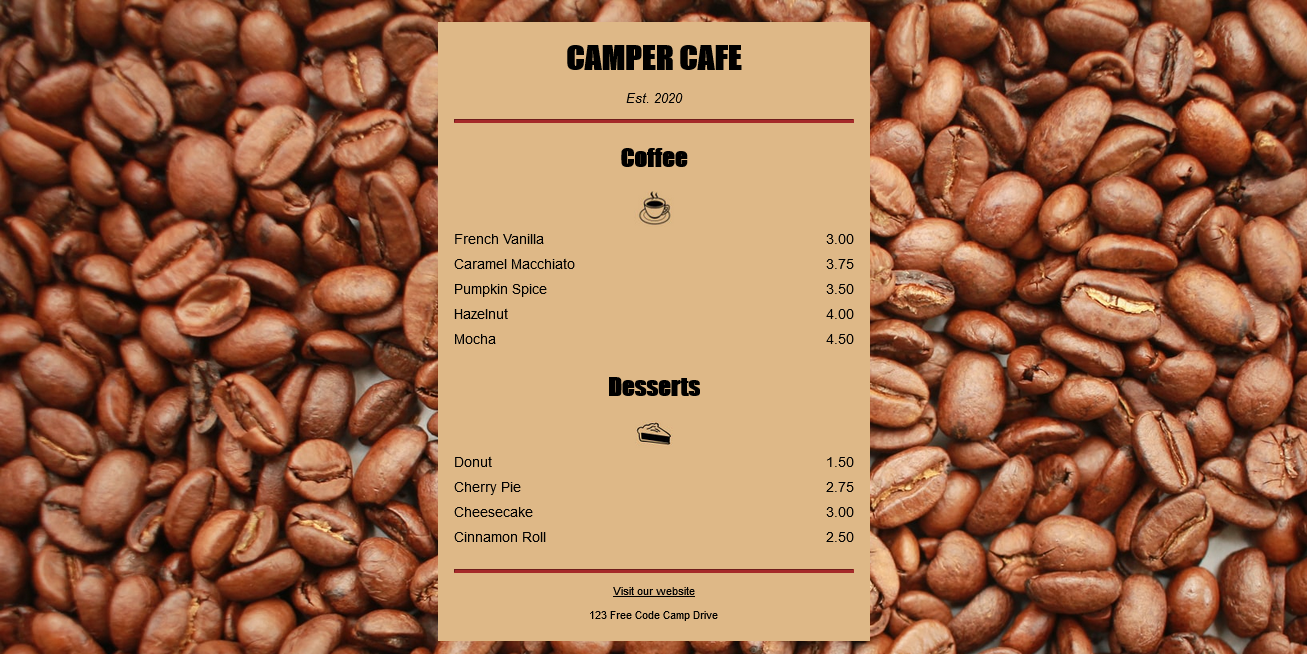 CAMPER CAFE
Est. 2020
Coffee
French Vanilla 3.00
Caramel Macchiato 3.75
Pumpkin Spice 3.50
Hazelnut 4.00
Mocha 4.50
Desserts
Donut 1.50
Cherry Pie 2.75
Cheesecake 3.00
Cinnamon Roll 2.50
Visit our website
123 Free Code Camp Drive